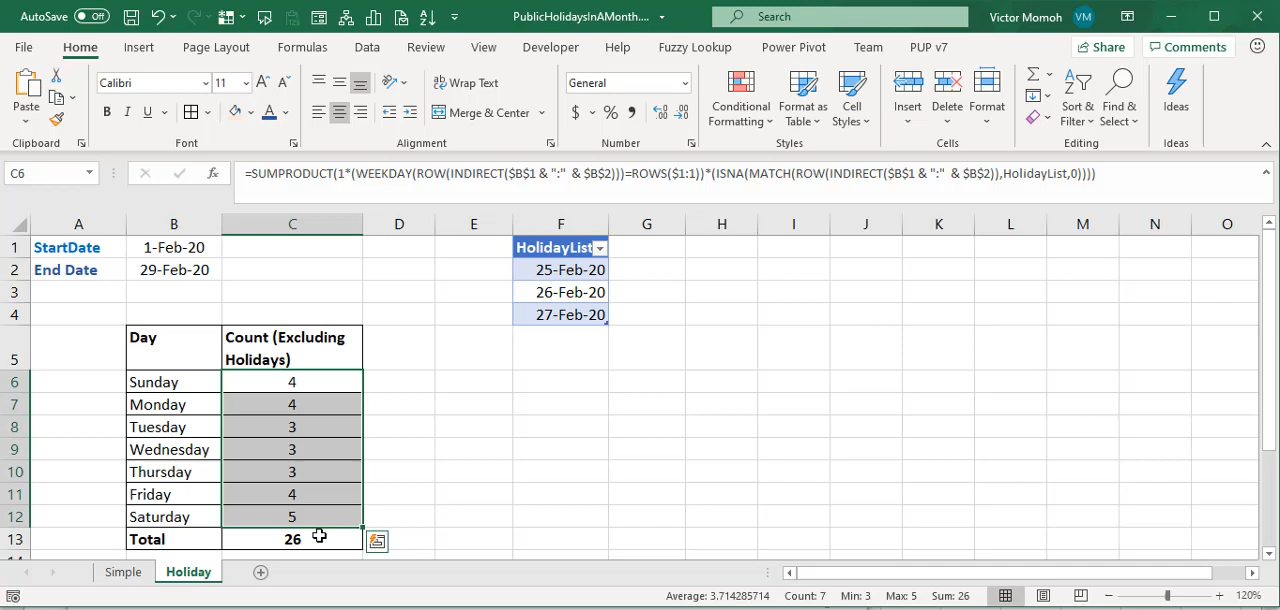 AutoSave Off PublicHolidaysInAMonth.... Search Victor Momoh VM
File Home Insert Page Layout Formulas Data Review View Developer Help Fuzzy Lookup Power Pivot Team PUP v7 Share Comments
Calibri 11 A A Wrap Text General
Paste B I U A Merge & Center $ % Conditional Formatting Format as Table Cell Styles Insert Delete Format Sort & Filter Find & Select Ideas
Clipboard Font Alignment Number Styles Cells Editing Ideas
C6 fx =SUMPRODUCT(1*(WEEKDAY(ROW(INDIRECT($B$1 & ":" & $B$2)))=ROWS($1:1))*(ISNA(MATCH(ROW(INDIRECT($B$1 & ":" & $B$2)),HolidayList,0))))
A B C D E F G H I J K L M N O
1 StartDate 1-Feb-20 HolidayList
2 End Date 29-Feb-20 25-Feb-20
3 26-Feb-20
4 27-Feb-20
5 Day Count (Excluding Holidays)
6 Sunday 4
7 Monday 4
8 Tuesday 3
9 Wednesday 3
10 Thursday 3
11 Friday 4
12 Saturday 5
13 Total 26
Simple Holiday
Average: 3.714285714 Count: 7 Min: 3 Max: 5 Sum: 26 120%